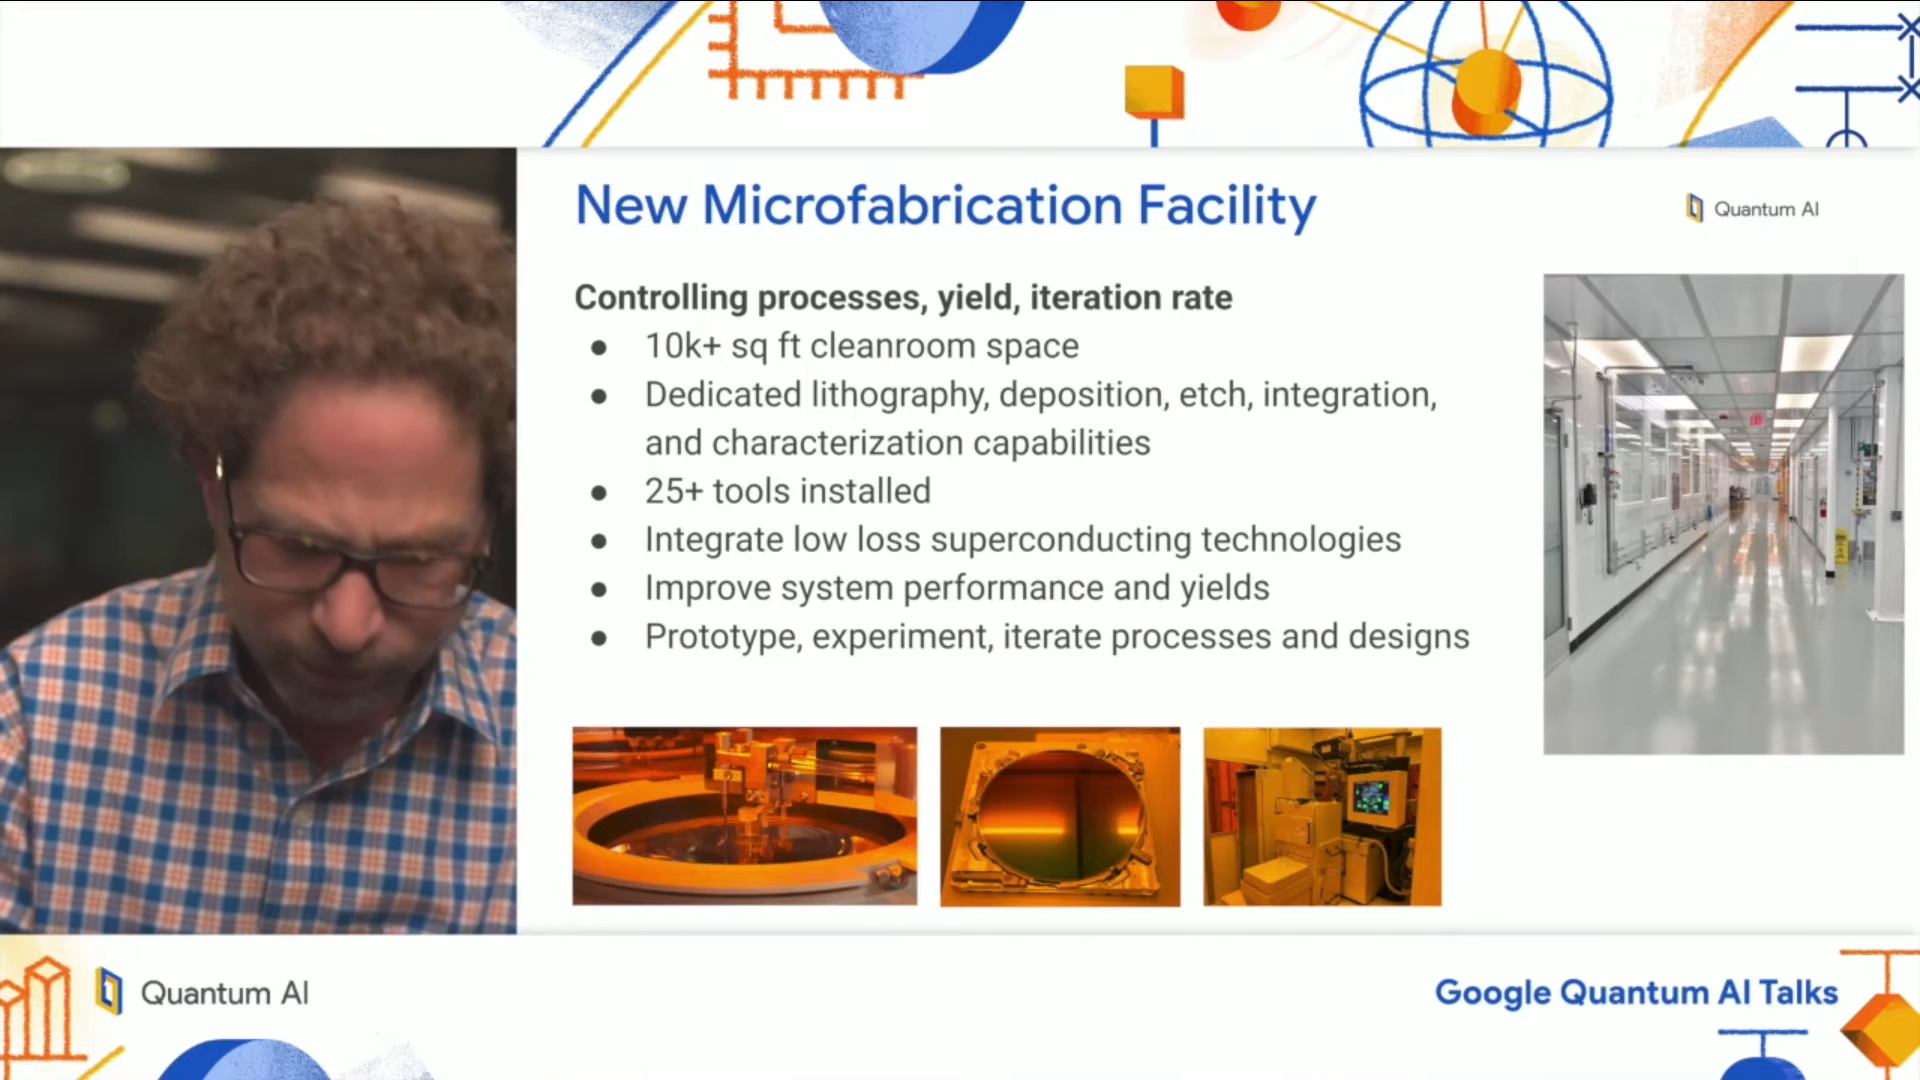 New Microfabrication Facility
Quantum AI
Controlling processes, yield, iteration rate
● 10k+ sq ft cleanroom space
● Dedicated lithography, deposition, etch, integration,
and characterization capabilities
● 25+ tools installed
● Integrate low loss superconducting technologies
● Improve system performance and yields
● Prototype, experiment, iterate processes and designs
Quantum AI
Google Quantum AI Talks